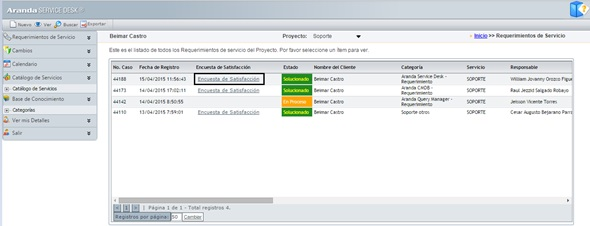 Aranda SERVICE DESK
Nuevo Ver Buscar Exportar
Requerimientos de Servicio
Cambios
Calendario
Catálogo de Servicios
Catálogo de Servicios
Base de Conocimiento
Categorías
Ver mis Detalles
Salir
Beimar Castro Proyecto: Soporte Inicio >> Requerimientos de Servicio
Este es el listado de todos los Requerimientos de servicio del Proyecto. Por favor seleccione un ítem para ver.
No. Caso Fecha de Registro Encuesta de Satisfacción Estado Nombre del Cliente Categoría Servicio Responsable
44188 15/04/2015 11:56:43 Encuesta de Satisfacción Solucionado Beimar Castro Aranda Service Desk - Requerimiento SOPORTE William Jovanny Orozco Figue
44173 14/04/2015 17:02:11 Encuesta de Satisfacción Solucionado Beimar Castro Aranda CMDB - Requerimiento SOPORTE Raul Jezzid Salgado Robayo
44142 14/04/2015 8:50:55 En Proceso Beimar Castro Aranda Query Manager - Requerimiento SOPORTE Jeisson Vicente Torres
44110 13/04/2015 7:59:01 Encuesta de Satisfacción Solucionado Beimar Castro Soporte otros SOPORTE Cesar Augusto Bejarano Parra
< 1 > | Página 1 de 1 - Total registros 4.
Registros por página: 50 Cambiar